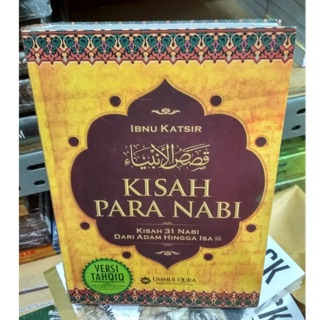 IBNU KATSIR
قصص الأنبياء
KISAH
PARA NABI
KISAH 31 NABI
DARI ADAM HINGGA ISA
VERSI
TAHQIQ
UMMUL QURA